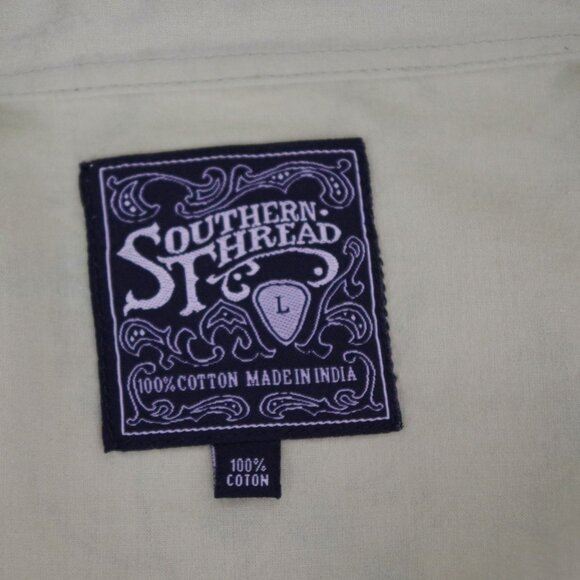 SOUTHERN·
THREAD
L
100% COTTON MADE IN INDIA
100%
COTON